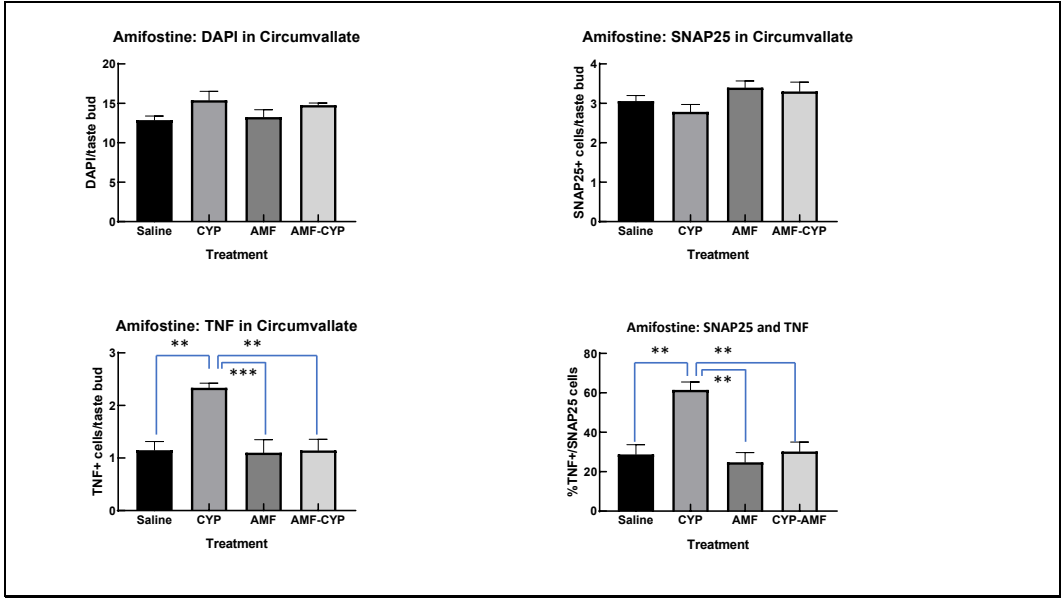 Amifostine: DAPI in Circumvallate
20
15
10
5
0
DAPI/taste bud
Saline CYP AMF AMF-CYP
Treatment
Amifostine: SNAP25 in Circumvallate
4
3
2
1
0
SNAP25+ cells/taste bud
Saline CYP AMF AMF-CYP
Treatment
Amifostine: TNF in Circumvallate
** **
***
3
2
1
0
TNF+ cells/taste bud
Saline CYP AMF AMF-CYP
Treatment
Amifostine: SNAP25 and TNF
** **
**
80
60
40
20
0
%TNF+/SNAP25 cells
Saline CYP AMF CYP-AMF
Treatment